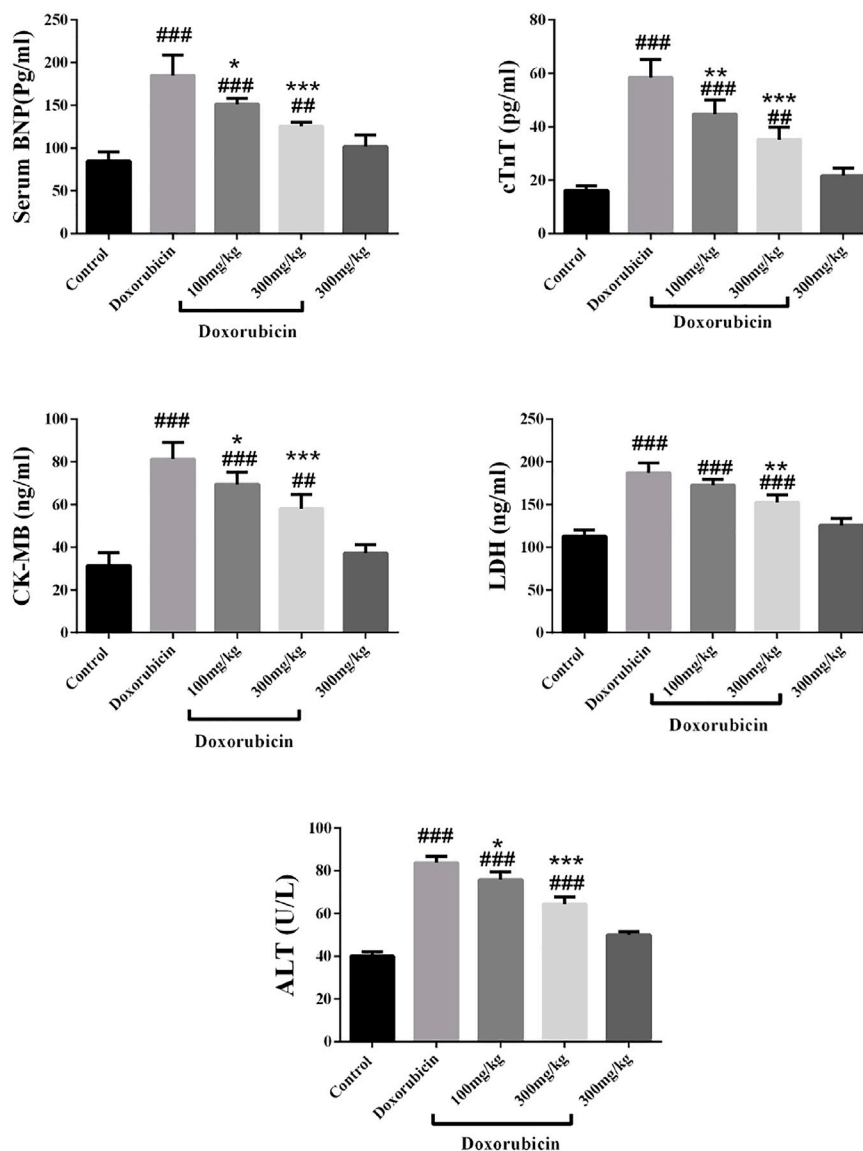 Serum BNP(Pg/ml)
250
200
150
100
50
0
###
*
###
***
##
Control
Doxorubicin
100mg/kg
300mg/kg
300mg/kg
Doxorubicin
cTnT (pg/ml)
80
60
40
20
0
###
**
###
***
##
Control
Doxorubicin
100mg/kg
300mg/kg
300mg/kg
Doxorubicin
CK-MB (ng/ml)
100
80
60
40
20
0
###
*
###
***
##
Control
Doxorubicin
100mg/kg
300mg/kg
300mg/kg
Doxorubicin
LDH (ng/ml)
250
200
150
100
50
0
###
###
**
###
Control
Doxorubicin
100mg/kg
300mg/kg
300mg/kg
Doxorubicin
ALT (U/L)
100
80
60
40
20
0
###
*
###
***
###
Control
Doxorubicin
100mg/kg
300mg/kg
300mg/kg
Doxorubicin